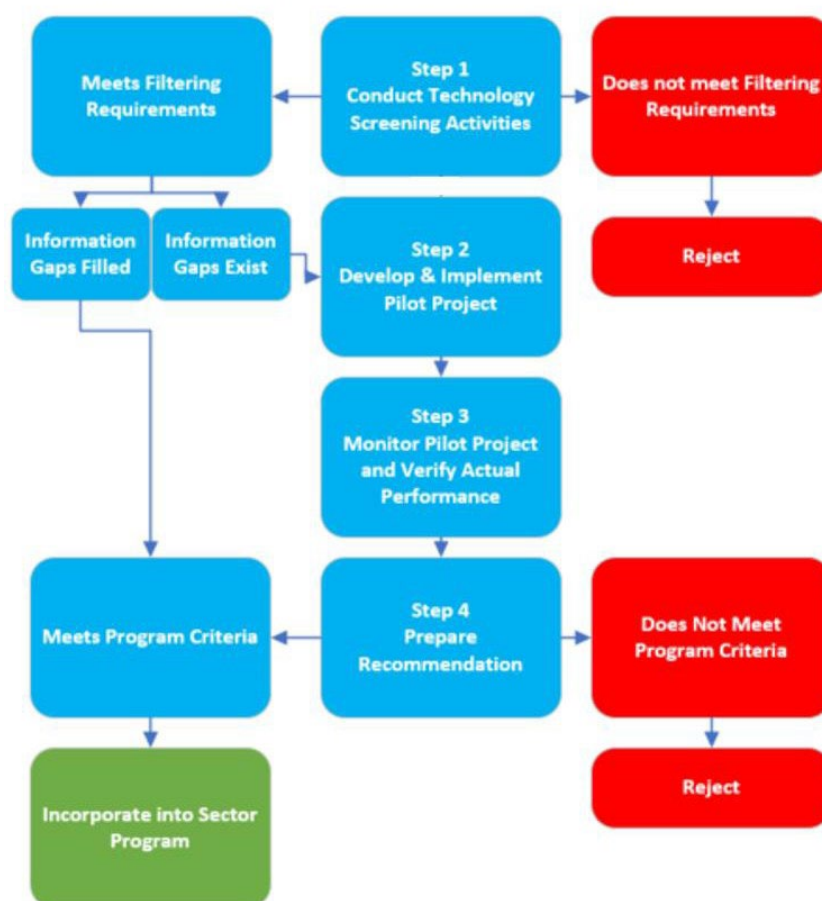 Meets Filtering
Requirements
Step 1
Conduct Technology
Screening Activities
Does not meet Filtering
Requirements
Information
Gaps Filled
Information
Gaps Exist
Step 2
Develop & Implement
Pilot Project
Reject
Step 3
Monitor Pilot Project
and Verify Actual
Performance
Meets Program Criteria
Step 4
Prepare
Recommendation
Does Not Meet
Program Criteria
Incorporate into Sector
Program
Reject